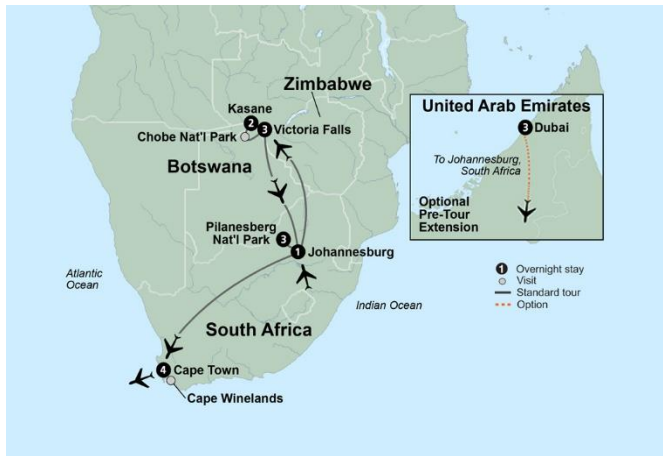 Zimbabwe
Kasane
2
3 Victoria Falls
Chobe Nat'l Park
Botswana
Pilanesberg
Nat'l Park
3
1 Johannesburg
Atlantic
Ocean
Indian Ocean
South Africa
4 Cape Town
Cape Winelands
United Arab Emirates
3 Dubai
To Johannesburg,
South Africa
Optional
Pre-Tour
Extension
1 Overnight stay
Visit
Standard tour
Option